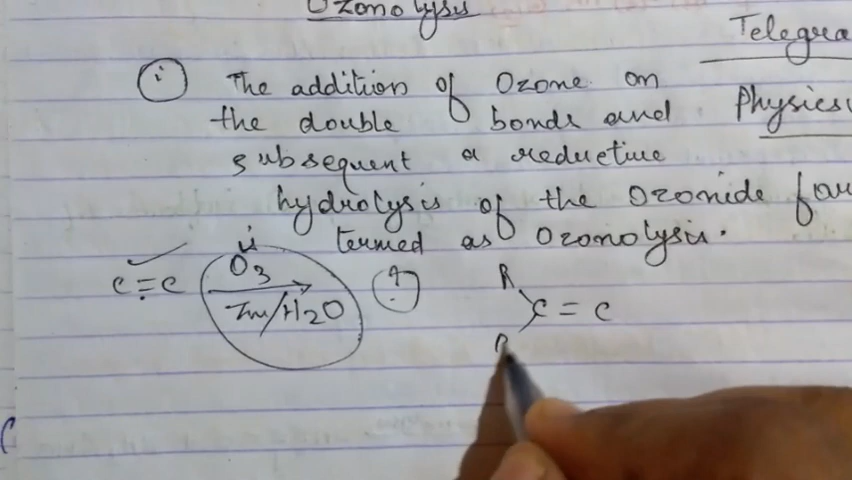 Ozonolysis
Telegra
(i) The addition of Ozone on
the double bonds and
Physics
subsequent a reductive
hydrolysis of the Ozonide for
is termed as Ozonolysis.
C=C O3 Zn/H2O ?
R
C = C
R